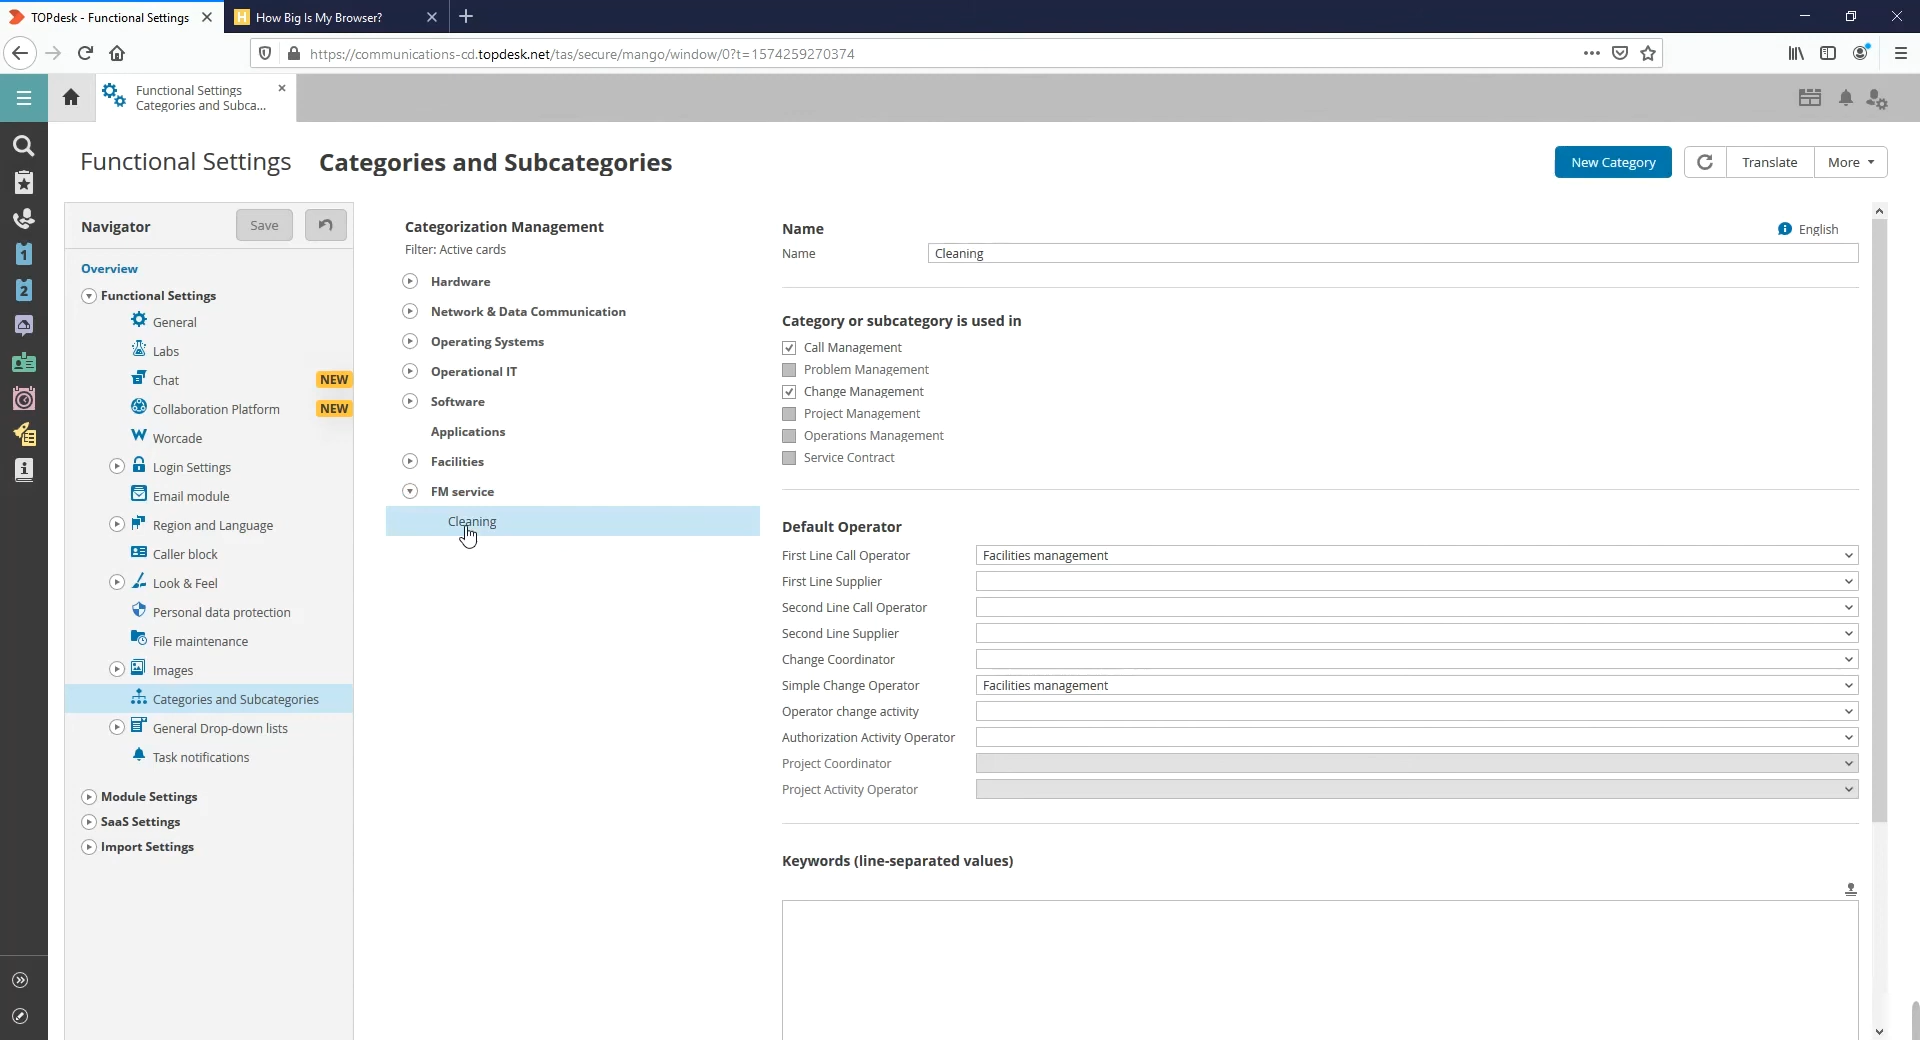 TOPdesk - Functional Settings
How Big Is My Browser?
https://communications-cd.topdesk.net/tas/secure/mango/window/0?t=1574259270374
Functional Settings
Categories and Subca...
Functional Settings
Categories and Subcategories
New Category
Translate
More
Navigator
Save
Overview
Functional Settings
General
Labs
Chat
NEW
Collaboration Platform
NEW
Worcade
Login Settings
Email module
Region and Language
Caller block
Look & Feel
Personal data protection
File maintenance
Images
Categories and Subcategories
General Drop-down lists
Task notifications
Module Settings
SaaS Settings
Import Settings
1
2
Categorization Management
Filter: Active cards
Hardware
Network & Data Communication
Operating Systems
Operational IT
Software
Applications
Facilities
FM service
Cleaning
Name
English
Name
Cleaning
Category or subcategory is used in
Call Management
Problem Management
Change Management
Project Management
Operations Management
Service Contract
Default Operator
First Line Call Operator
Facilities management
First Line Supplier
Second Line Call Operator
Second Line Supplier
Change Coordinator
Simple Change Operator
Facilities management
Operator change activity
Authorization Activity Operator
Project Coordinator
Project Activity Operator
Keywords (line-separated values)